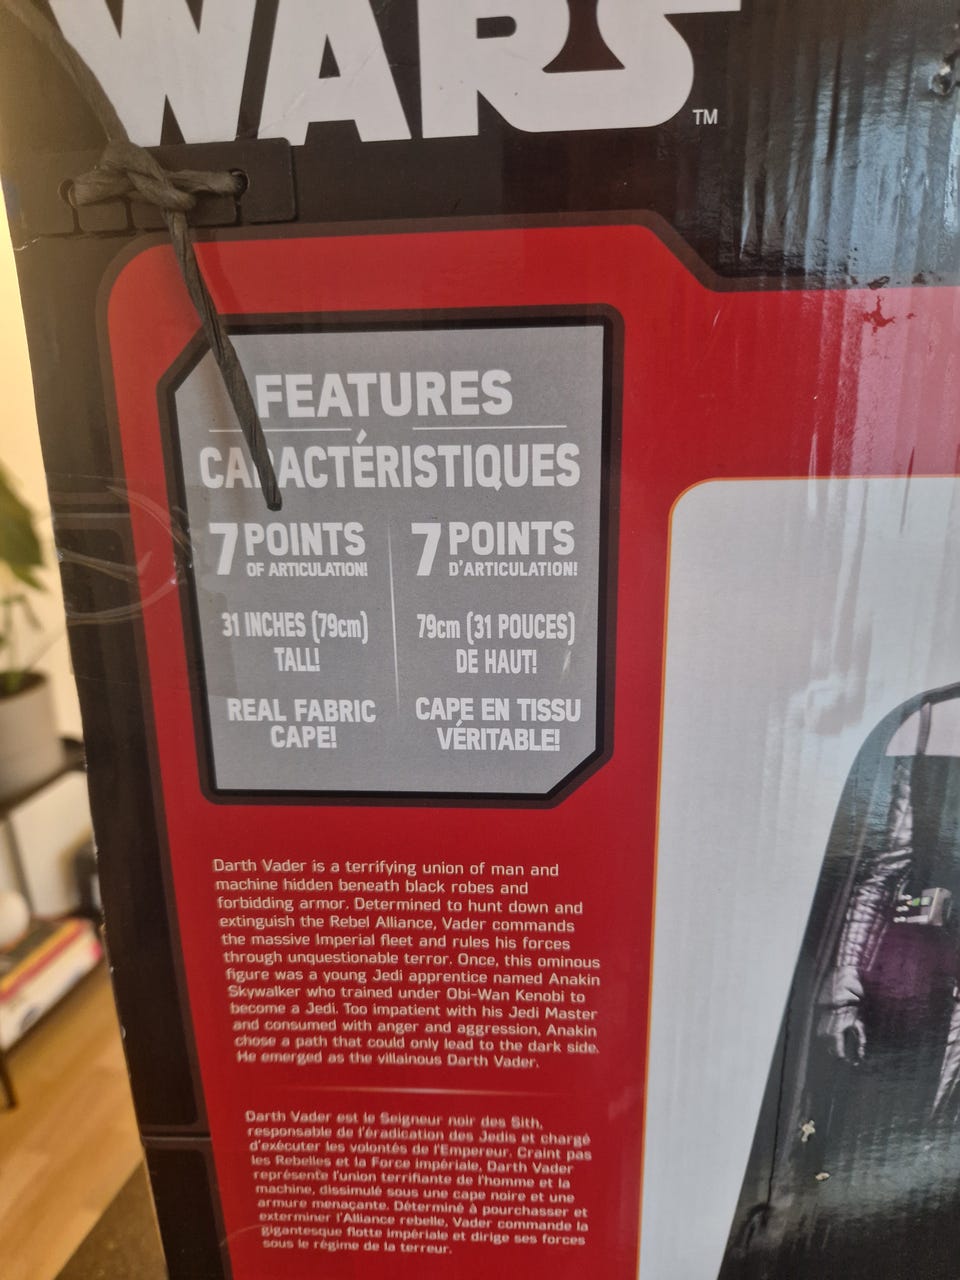 WARS
TM
FEATURES
CARACTÉRISTIQUES
7 POINTS
OF ARTICULATION!
31 INCHES (79cm)
TALL!
REAL FABRIC
CAPE!
7 POINTS
D'ARTICULATION!
79cm (31 POUCES)
DE HAUT!
CAPE EN TISSU
VÉRITABLE!
Darth Vader is a terrifying union of man and
machine hidden beneath black robes and
forbidding armor. Determined to hunt down and
extinguish the Rebel Alliance, Vader commands
the massive Imperial fleet and rules his forces
through unquestionable terror. Once, this ominous
figure was a young Jedi apprentice named Anakin
Skywalker who trained under Obi-Wan Kenobi to
become a Jedi. Too impatient with his Jedi Master
and consumed with anger and aggression, Anakin
chose a path that could only lead to the dark side.
He emerged as the villainous Darth Vader.
Darth Vader est le Seigneur noir des Sith,
responsable de l'éradication des Jedis et chargé
d'exécuter les volontés de l'Empereur. Craint pas
les Rebelles et la Force impériale, Darth Vader
représente l'union terrifiante de l'homme et la
machine, dissimulé sous une cape noire et une
armure menaçante. Déterminé à pourchasser et
exterminer l'Alliance rebelle, Vader commande la
gigantesque flotte impériale et dirige ses forces
sous le régime de la terreur.